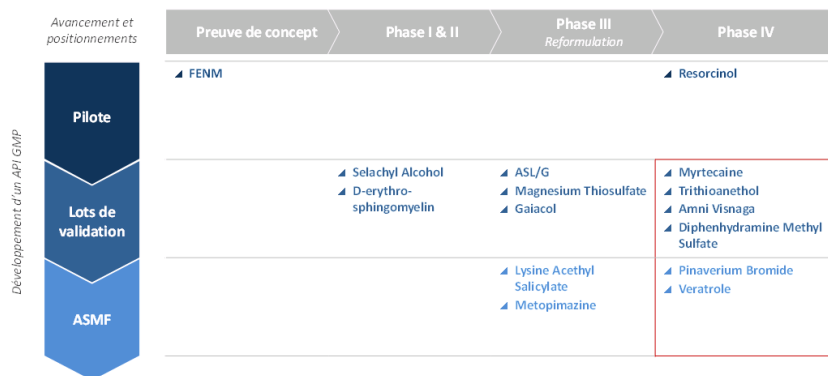 Avancement et
positionnements
Preuve de concept
Phase I & II
Phase III
Reformulation
Phase IV
Développement d'un API GMP
Pilote
FENM
Resorcinol
Lots de
validation
Selachyl Alcohol
D-erythro-
sphingomyelin
ASL/G
Magnesium Thiosulfate
Gaiacol
Myrtecaine
Trithioanethol
Amni Visnaga
Diphenhydramine Methyl
Sulfate
ASMF
Lysine Acethyl
Salicylate
Metopimazine
Pinaverium Bromide
Veratrole